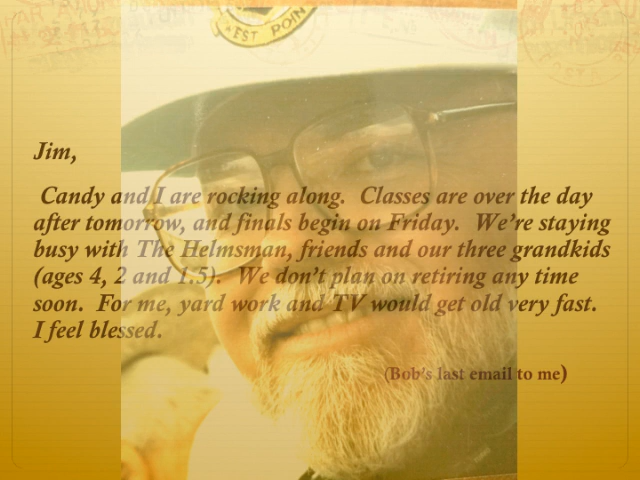 WEST POIN
Jim,
Candy and I are rocking along. Classes are over the day
after tomorrow, and finals begin on Friday. We're staying
busy with The Helmsman, friends and our three grandkids
(ages 4, 2 and 1.5). We don't plan on retiring any time
soon. For me, yard work and TV would get old very fast.
I feel blessed.
(Bob's last email to me)